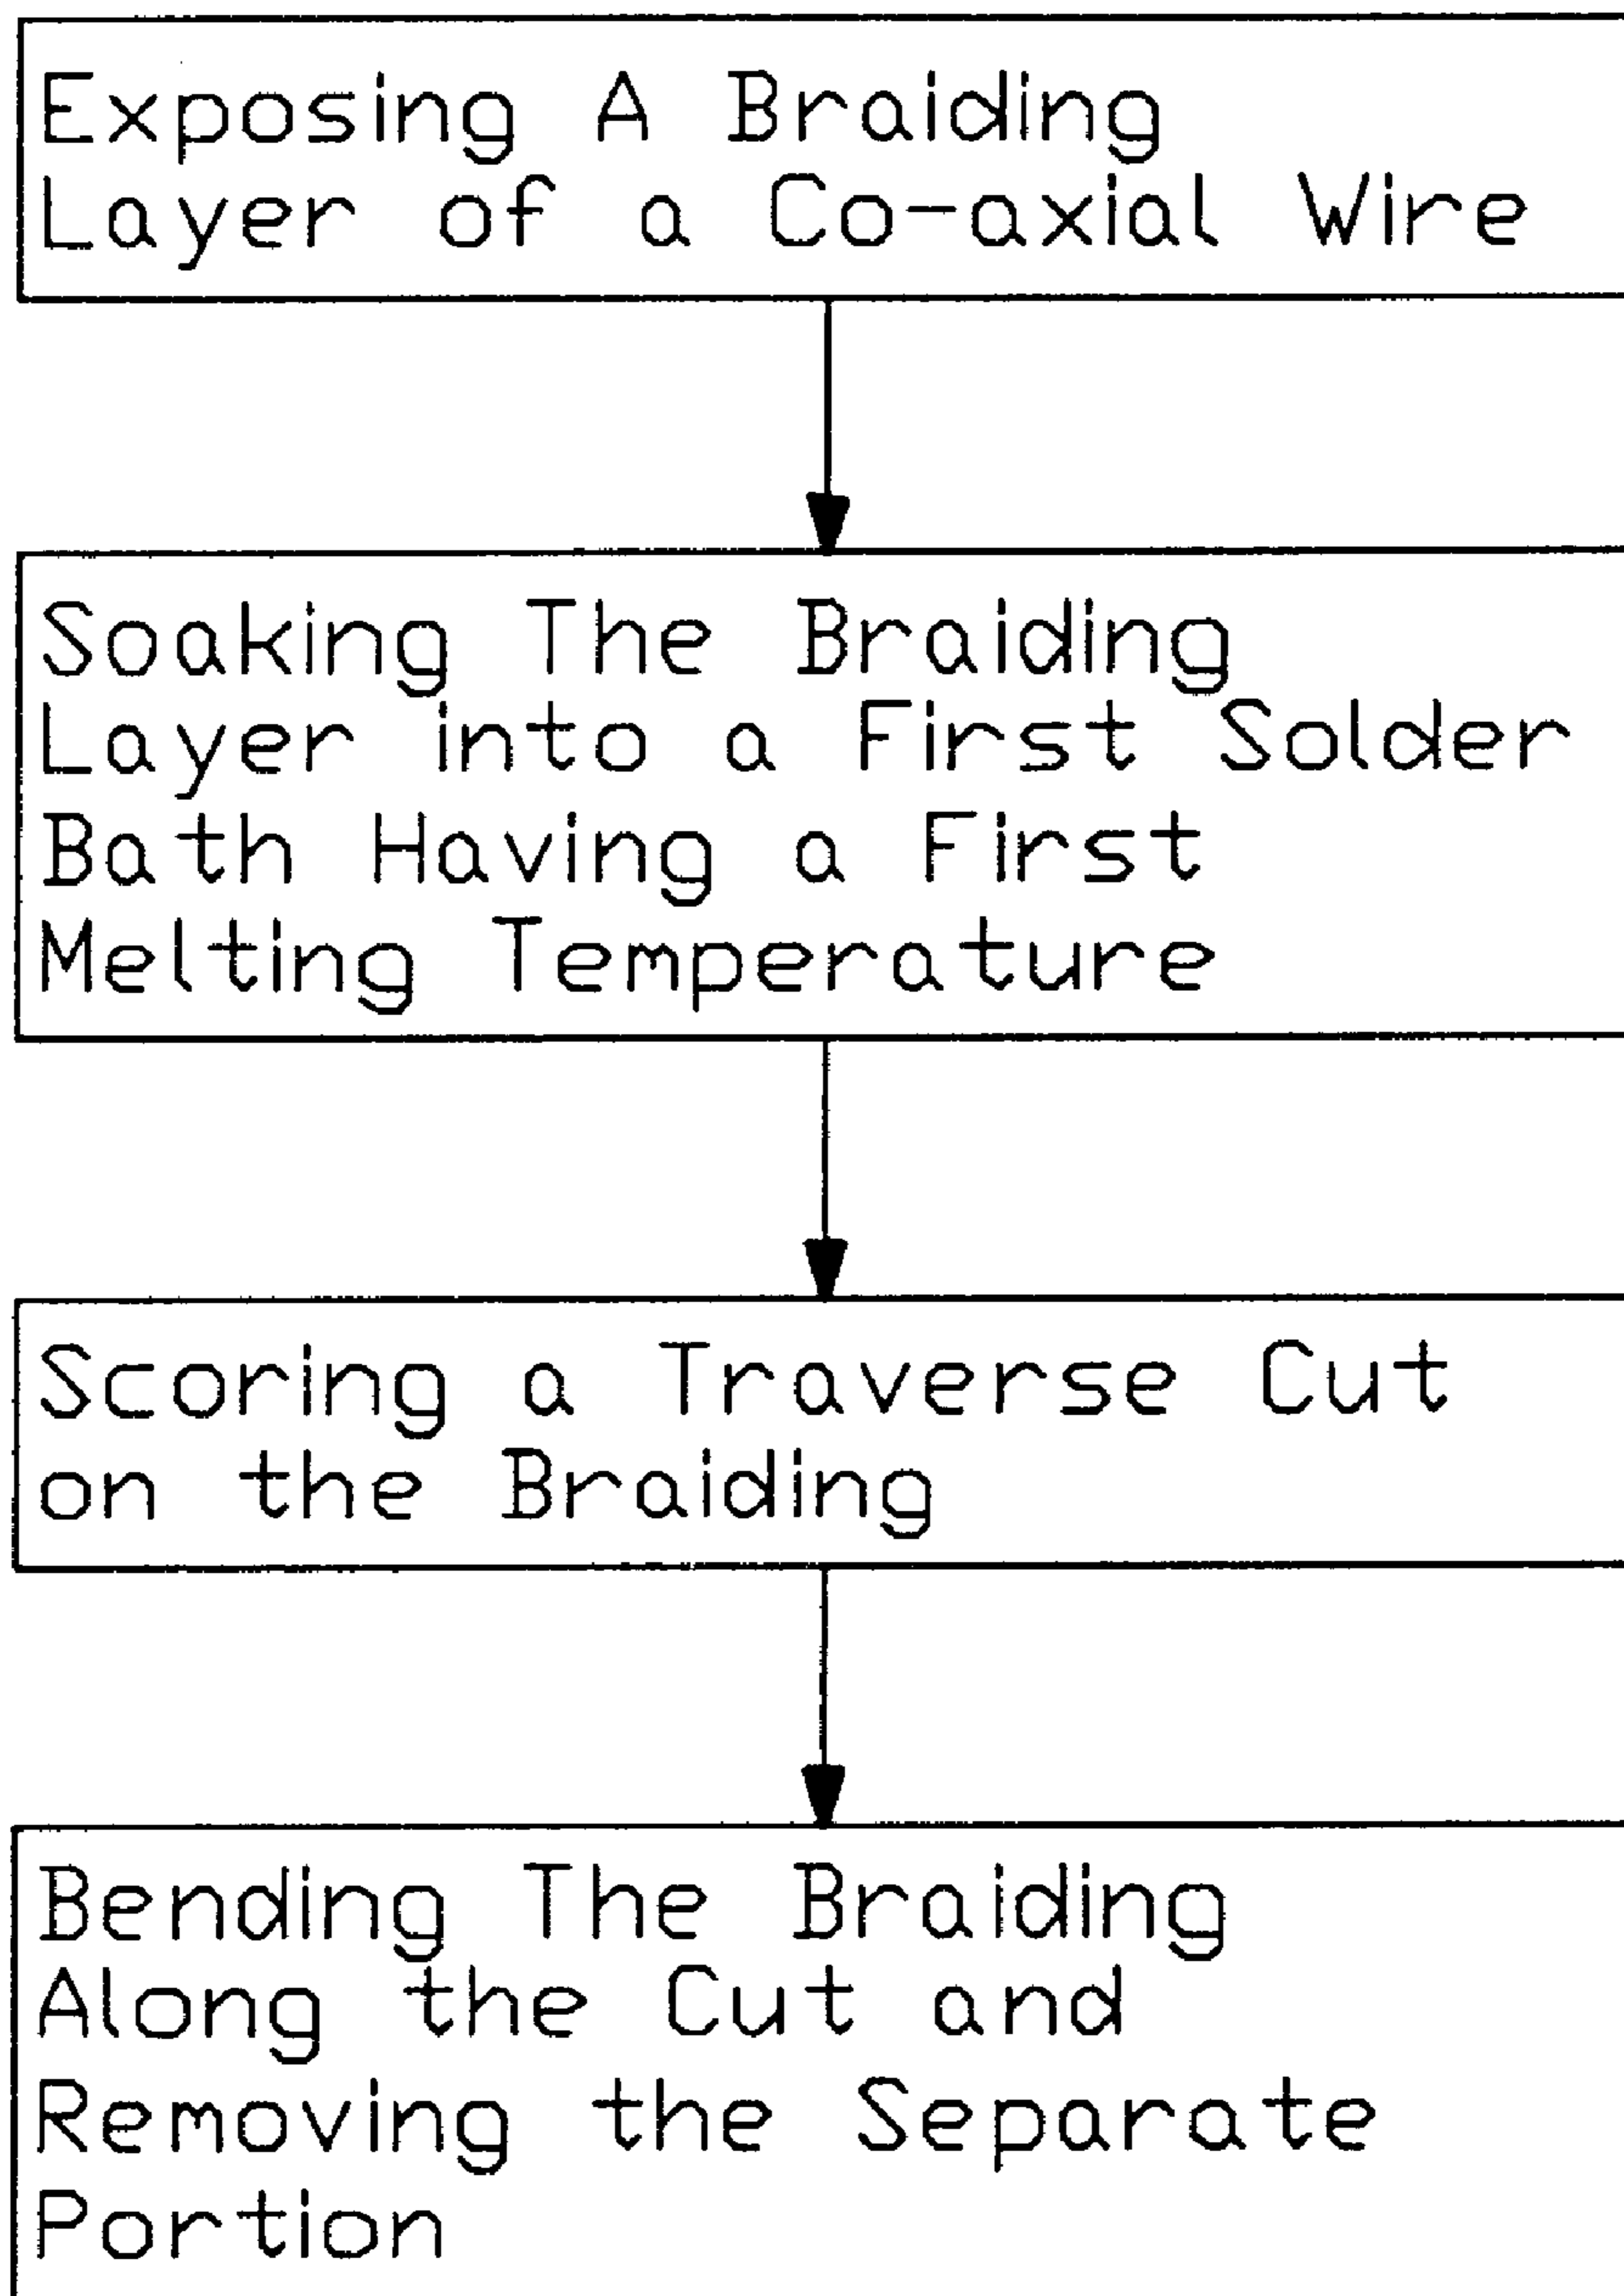 Exposing A Braiding
Layer of a Co-axial Wire
Soaking The Braiding
Layer into a First Solder
Bath Having a First
Melting Temperature
Scoring a Traverse Cut
on the Braiding
Bending The Braiding
Along the Cut and
Removing the Separate
Portion